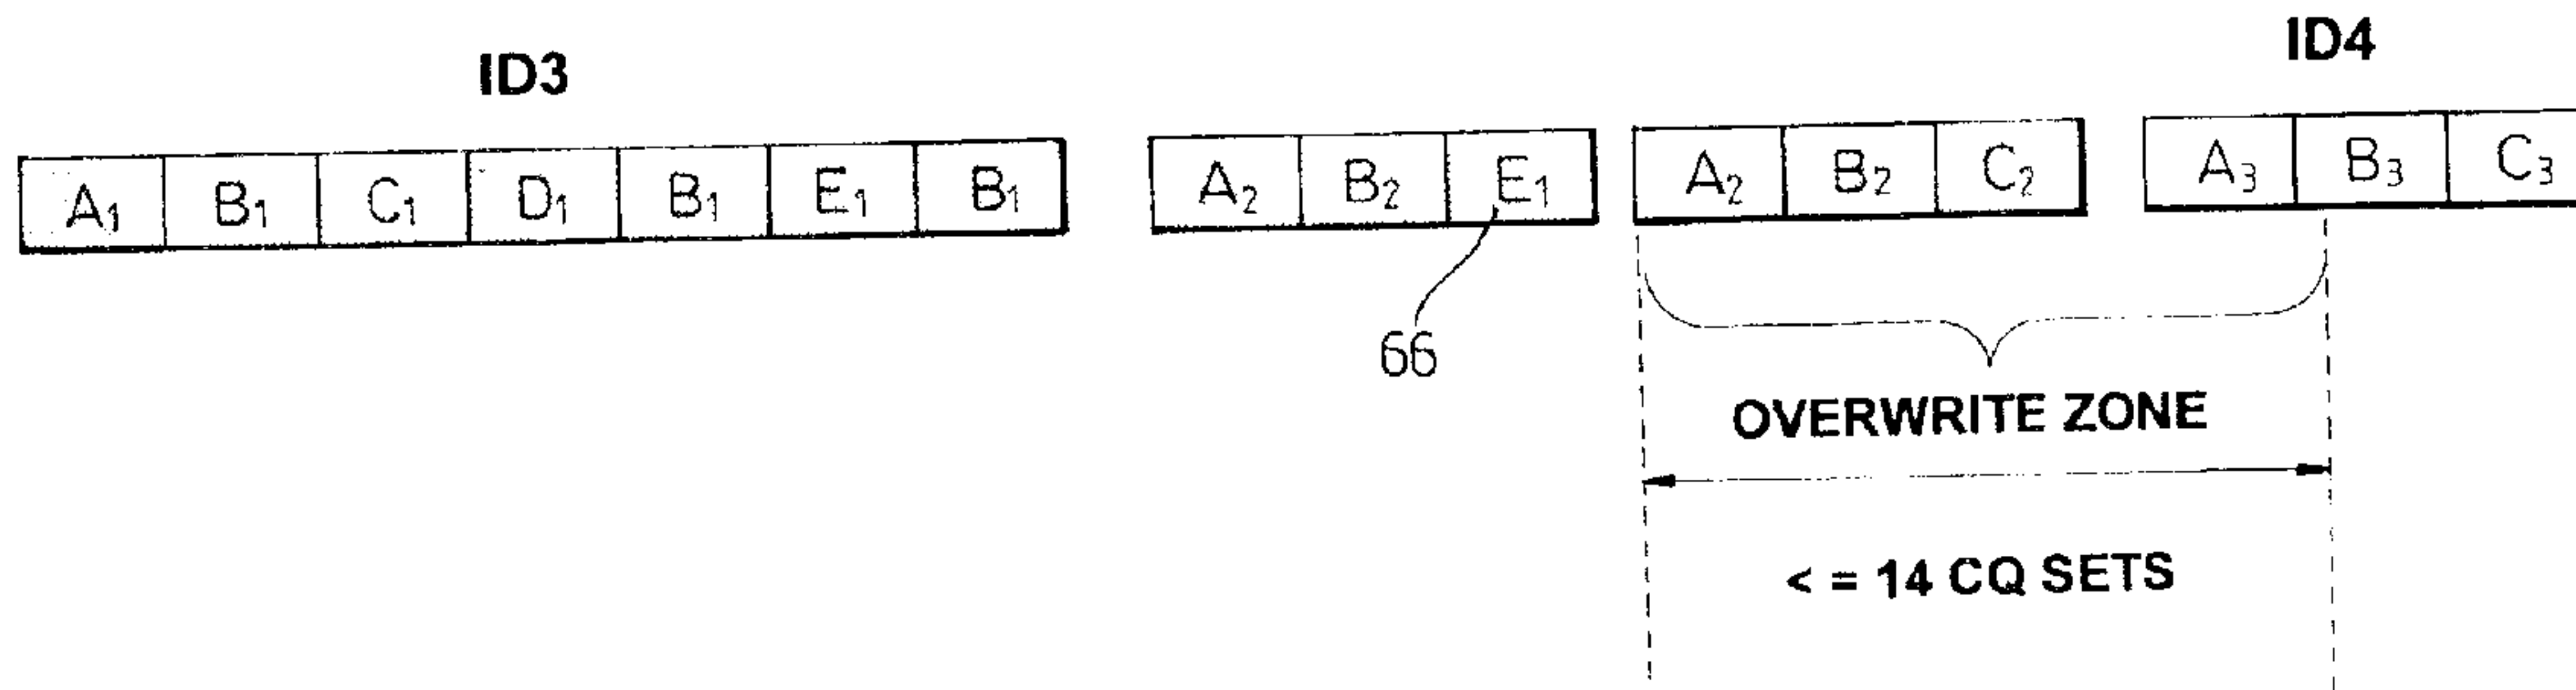 ID3
ID4
A₁ B₁ C₁ D₁ B₁ E₁ B₁
A₂ B₂ E₁
A₂ B₂ C₂
A₃ B₃ C₃
66
OVERWRITE ZONE
< = 14 CQ SETS